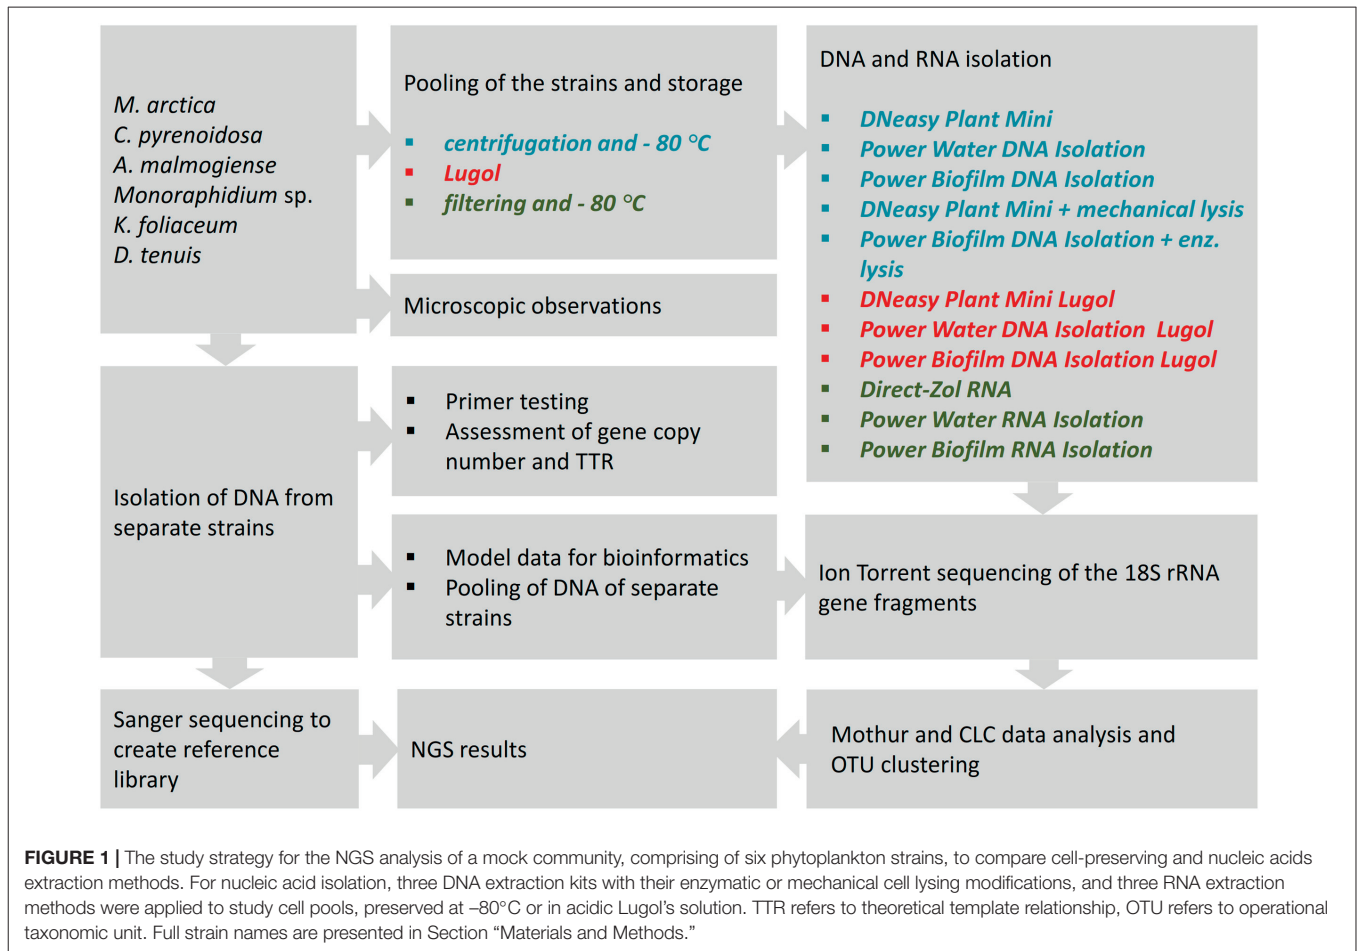 M. arctica
C. pyrenoidosa
A. malmogiense
Monoraphidium sp.
K. foliaceum
D. tenuis
Pooling of the strains and storage
▪ centrifugation and - 80 °C
▪ Lugol
▪ filtering and - 80 °C
Microscopic observations
DNA and RNA isolation
▪ DNeasy Plant Mini
▪ Power Water DNA Isolation
▪ Power Biofilm DNA Isolation
▪ DNeasy Plant Mini + mechanical lysis
▪ Power Biofilm DNA Isolation + enz.
lysis
▪ DNeasy Plant Mini Lugol
▪ Power Water DNA Isolation Lugol
▪ Power Biofilm DNA Isolation Lugol
▪ Direct-Zol RNA
▪ Power Water RNA Isolation
▪ Power Biofilm RNA Isolation
Isolation of DNA from
separate strains
▪ Primer testing
▪ Assessment of gene copy
number and TTR
▪ Model data for bioinformatics
▪ Pooling of DNA of separate
strains
Ion Torrent sequencing of the 18S rRNA
gene fragments
Sanger sequencing to
create reference
library
NGS results
Mothur and CLC data analysis and
OTU clustering
FIGURE 1 | The study strategy for the NGS analysis of a mock community, comprising of six phytoplankton strains, to compare cell-preserving and nucleic acids
extraction methods. For nucleic acid isolation, three DNA extraction kits with their enzymatic or mechanical cell lysing modifications, and three RNA extraction
methods were applied to study cell pools, preserved at –80°C or in acidic Lugol's solution. TTR refers to theoretical template relationship, OTU refers to operational
taxonomic unit. Full strain names are presented in Section “Materials and Methods.”